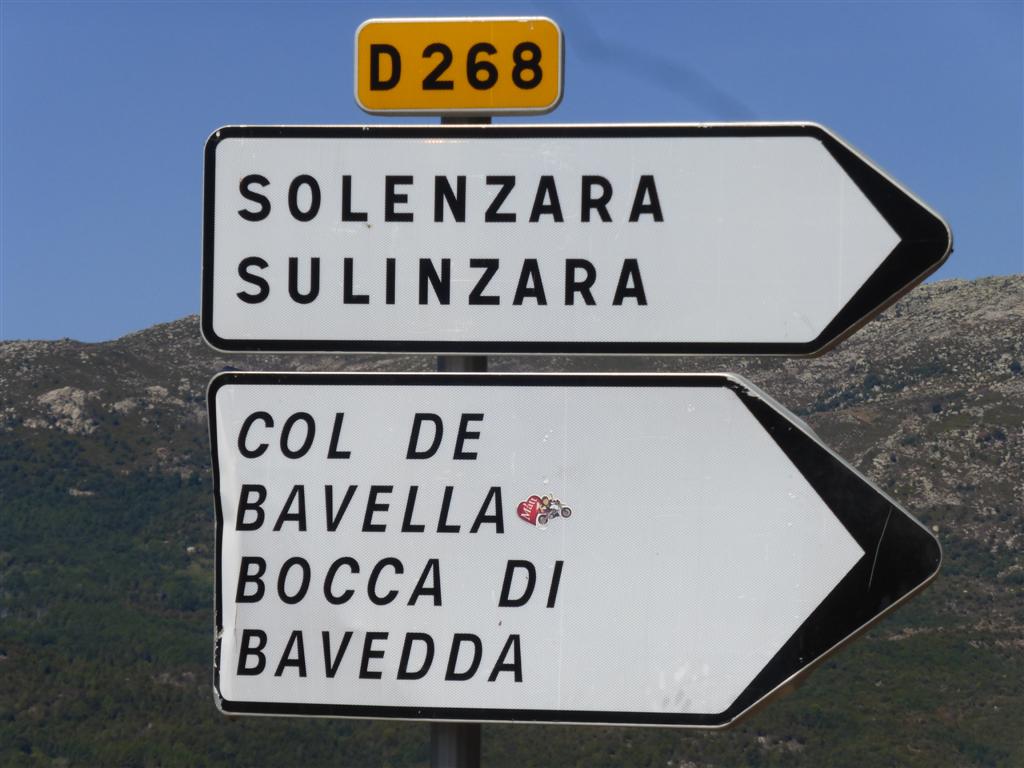 D 268
SOLENZARA
SULINZARA
COL DE
BAVELLA
BOCCA DI
BAVEDDA